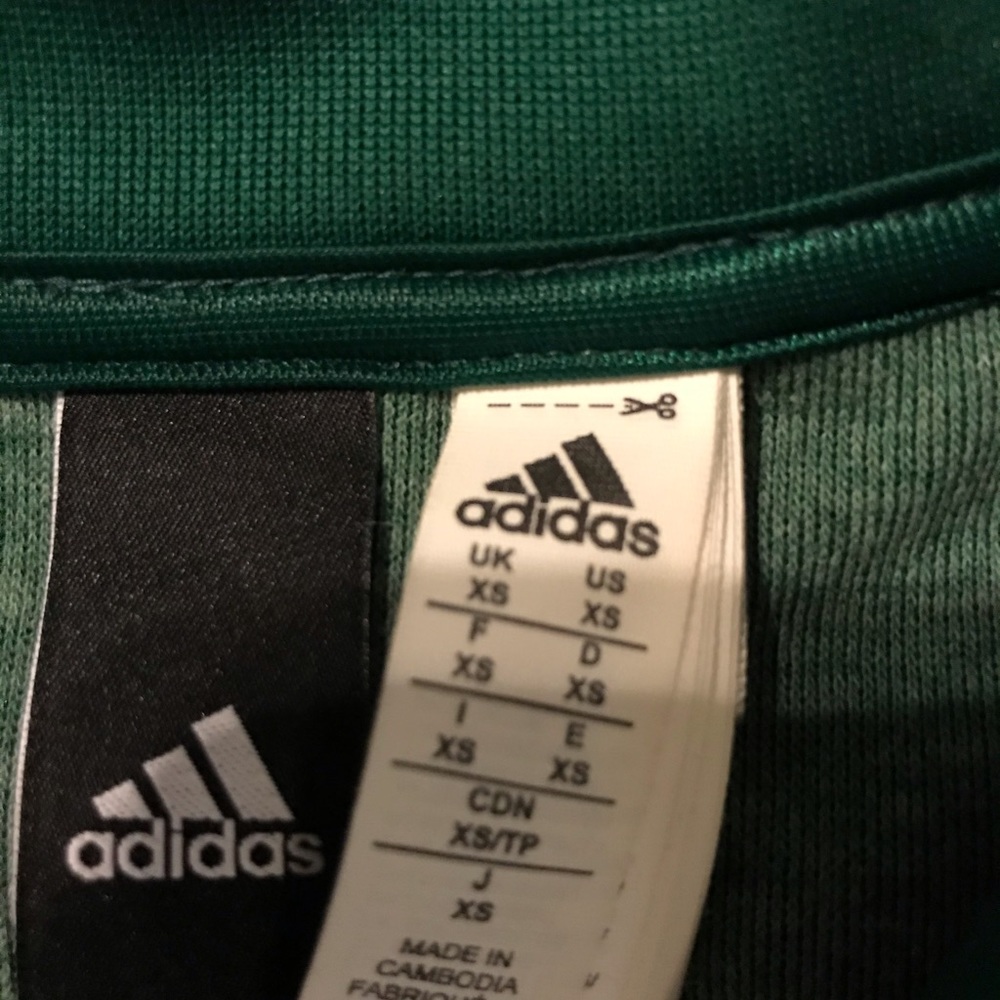 adidas
adidas
UK US
XS XS
F D
XS XS
I E
XS XS
CDN
XS/TP
J
XS
MADE IN
CAMBODIA